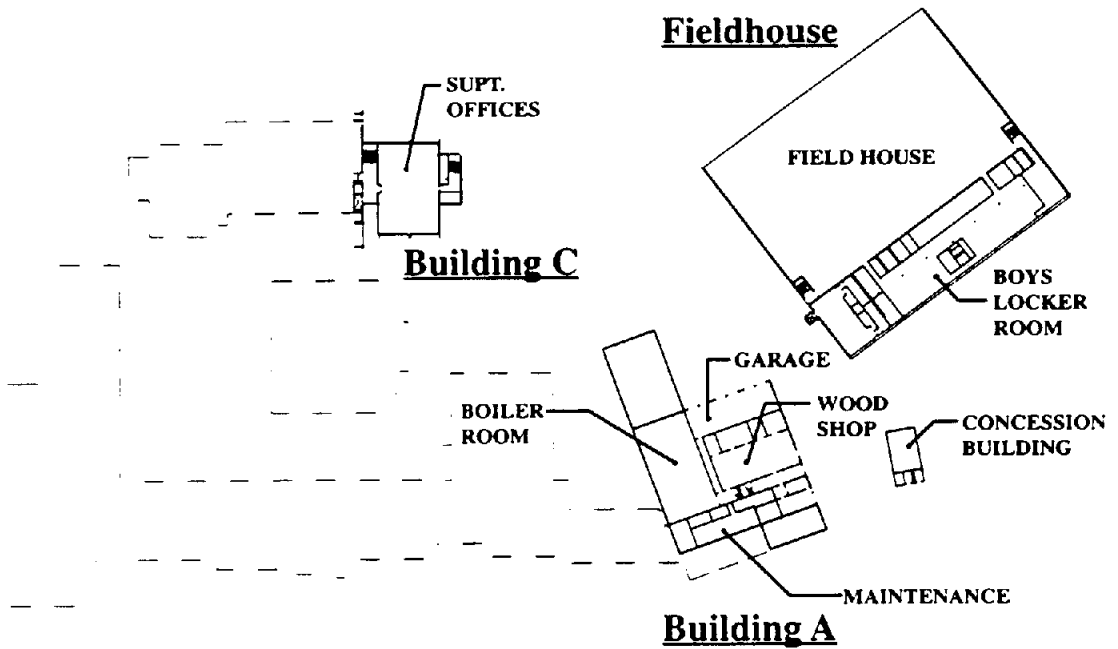 Fieldhouse
SUPT.
OFFICES
FIELD HOUSE
Building C
BOYS
LOCKER
ROOM
GARAGE
BOILER
ROOM
WOOD
SHOP
CONCESSION
BUILDING
MAINTENANCE
Building A